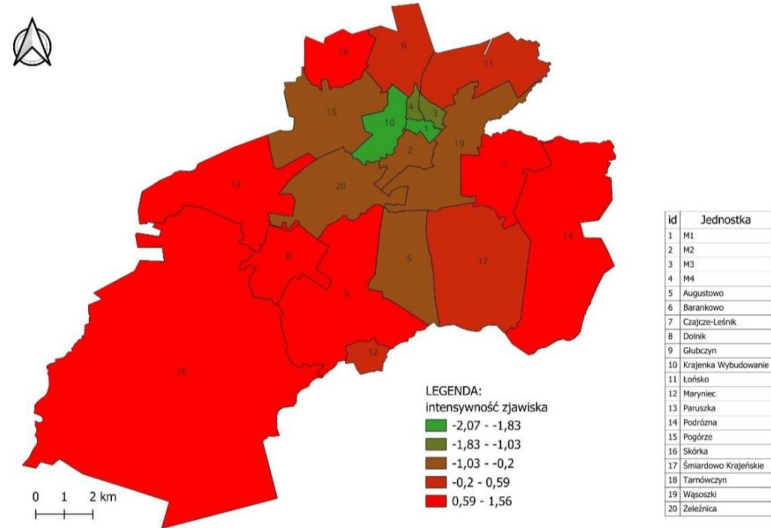 18
6
11
15
10
4
3
1
2
19
7
13
20
14
8
5
17
9
12
16
id Jednostka
1 M1
2 M2
3 M3
4 M4
5 Augustowo
6 Barankowo
7 Czajcze-Leśnik
8 Dolnik
9 Głubczyn
10 Krajenka Wybudowanie
11 Łońsko
12 Maryniec
13 Paruszka
14 Podróżna
15 Pogórze
16 Skórka
17 Śmiardowo Krajeńskie
18 Tarnówczyn
19 Wąsoszki
20 Żeleźnica
LEGENDA:
intensywność zjawiska
-2,07 - -1,83
-1,83 - -1,03
-1,03 - -0,2
-0,2 - 0,59
0,59 - 1,56
0 1 2 km